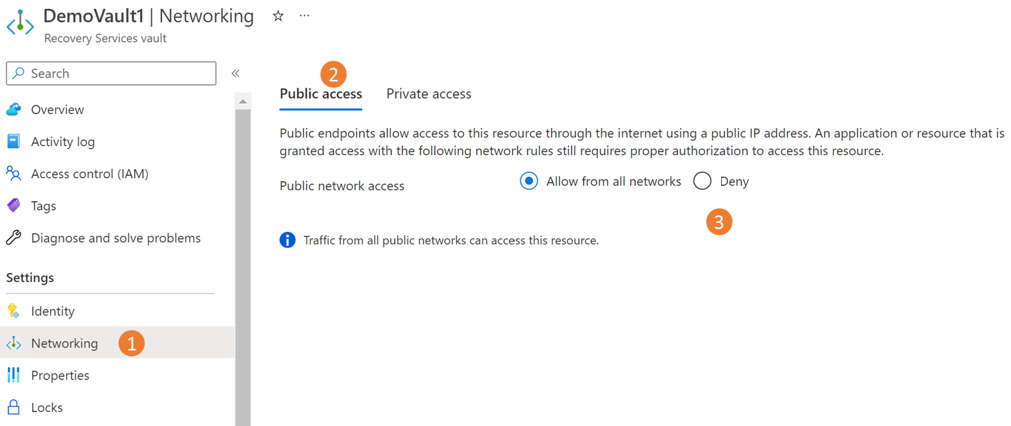 DemoVault1 | Networking ☆ ···
Recovery Services vault
Search «
Overview
Activity log
Access control (IAM)
Tags
Diagnose and solve problems
Settings
Identity
Networking 1
Properties
Locks
2
Public access Private access
Public endpoints allow access to this resource through the internet using a public IP address. An application or resource that is
granted access with the following network rules still requires proper authorization to access this resource.
Public network access Allow from all networks Deny
3
Traffic from all public networks can access this resource.